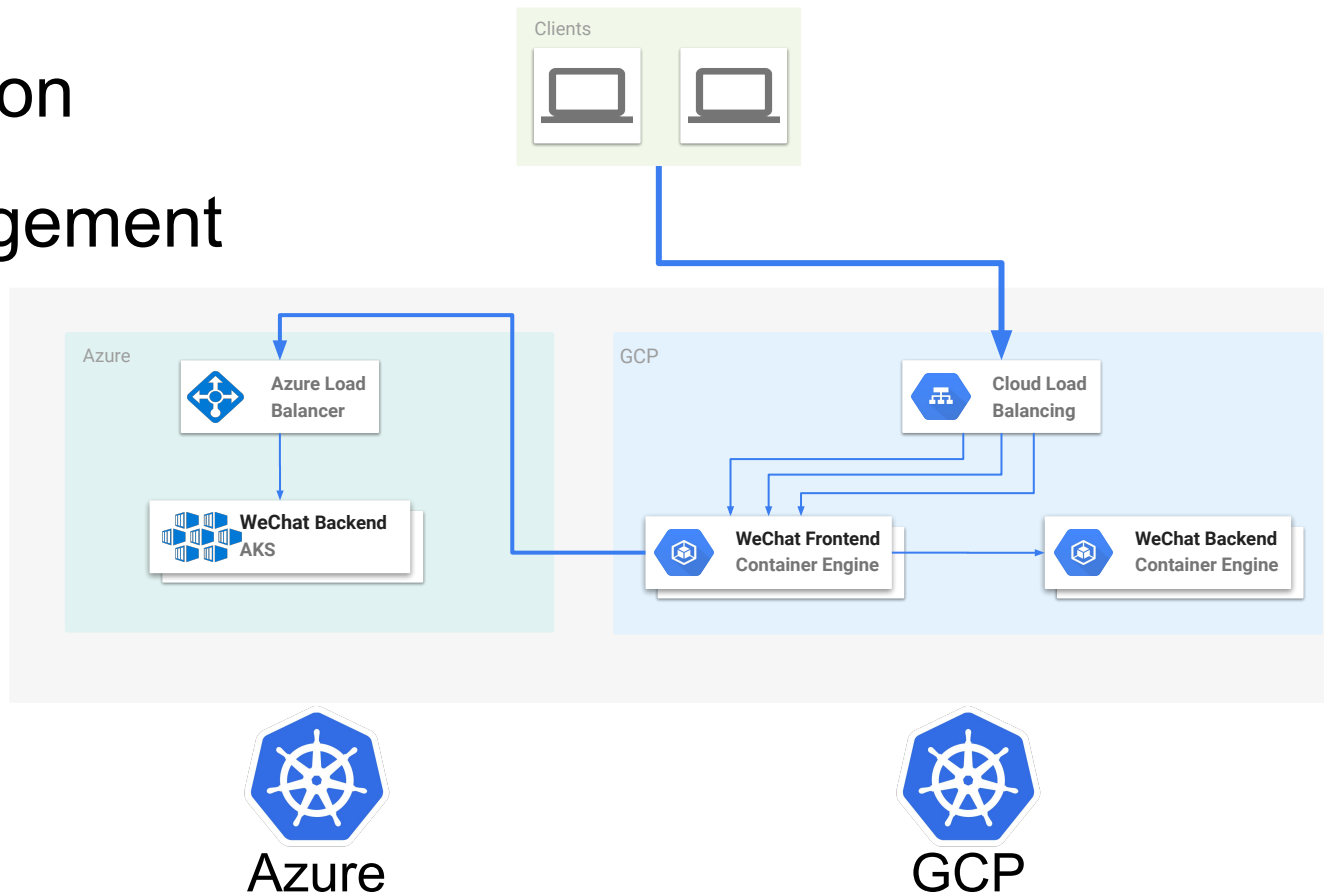 Clients
on
gement
Azure
Azure Load
Balancer
WeChat Backend
AKS
GCP
Cloud Load
Balancing
WeChat Frontend
Container Engine
WeChat Backend
Container Engine
Azure
GCP